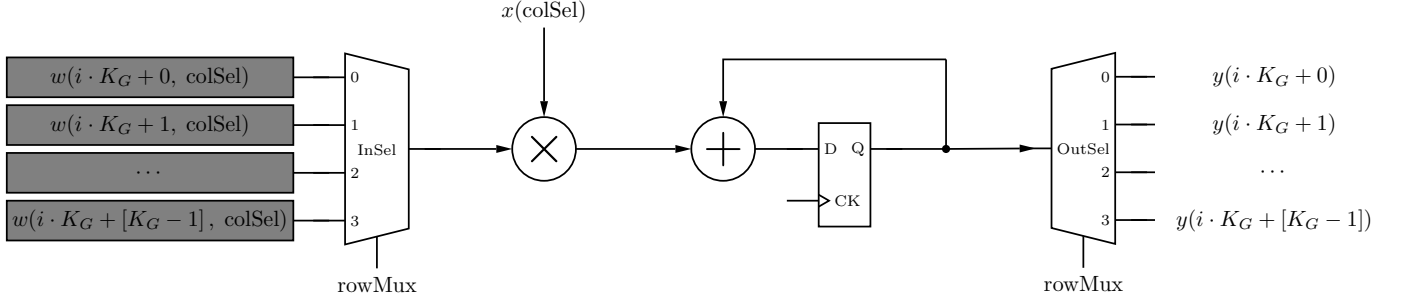 x(colSel)
w(i · K_G + 0, colSel)
w(i · K_G + 1, colSel)
· · ·
w(i · K_G + [K_G − 1] , colSel)
0
1
InSel
2
3
rowMux
×
+
D Q
CK
0
1
OutSel
2
3
rowMux
y(i · K_G + 0)
y(i · K_G + 1)
· · ·
y(i · K_G + [K_G − 1])